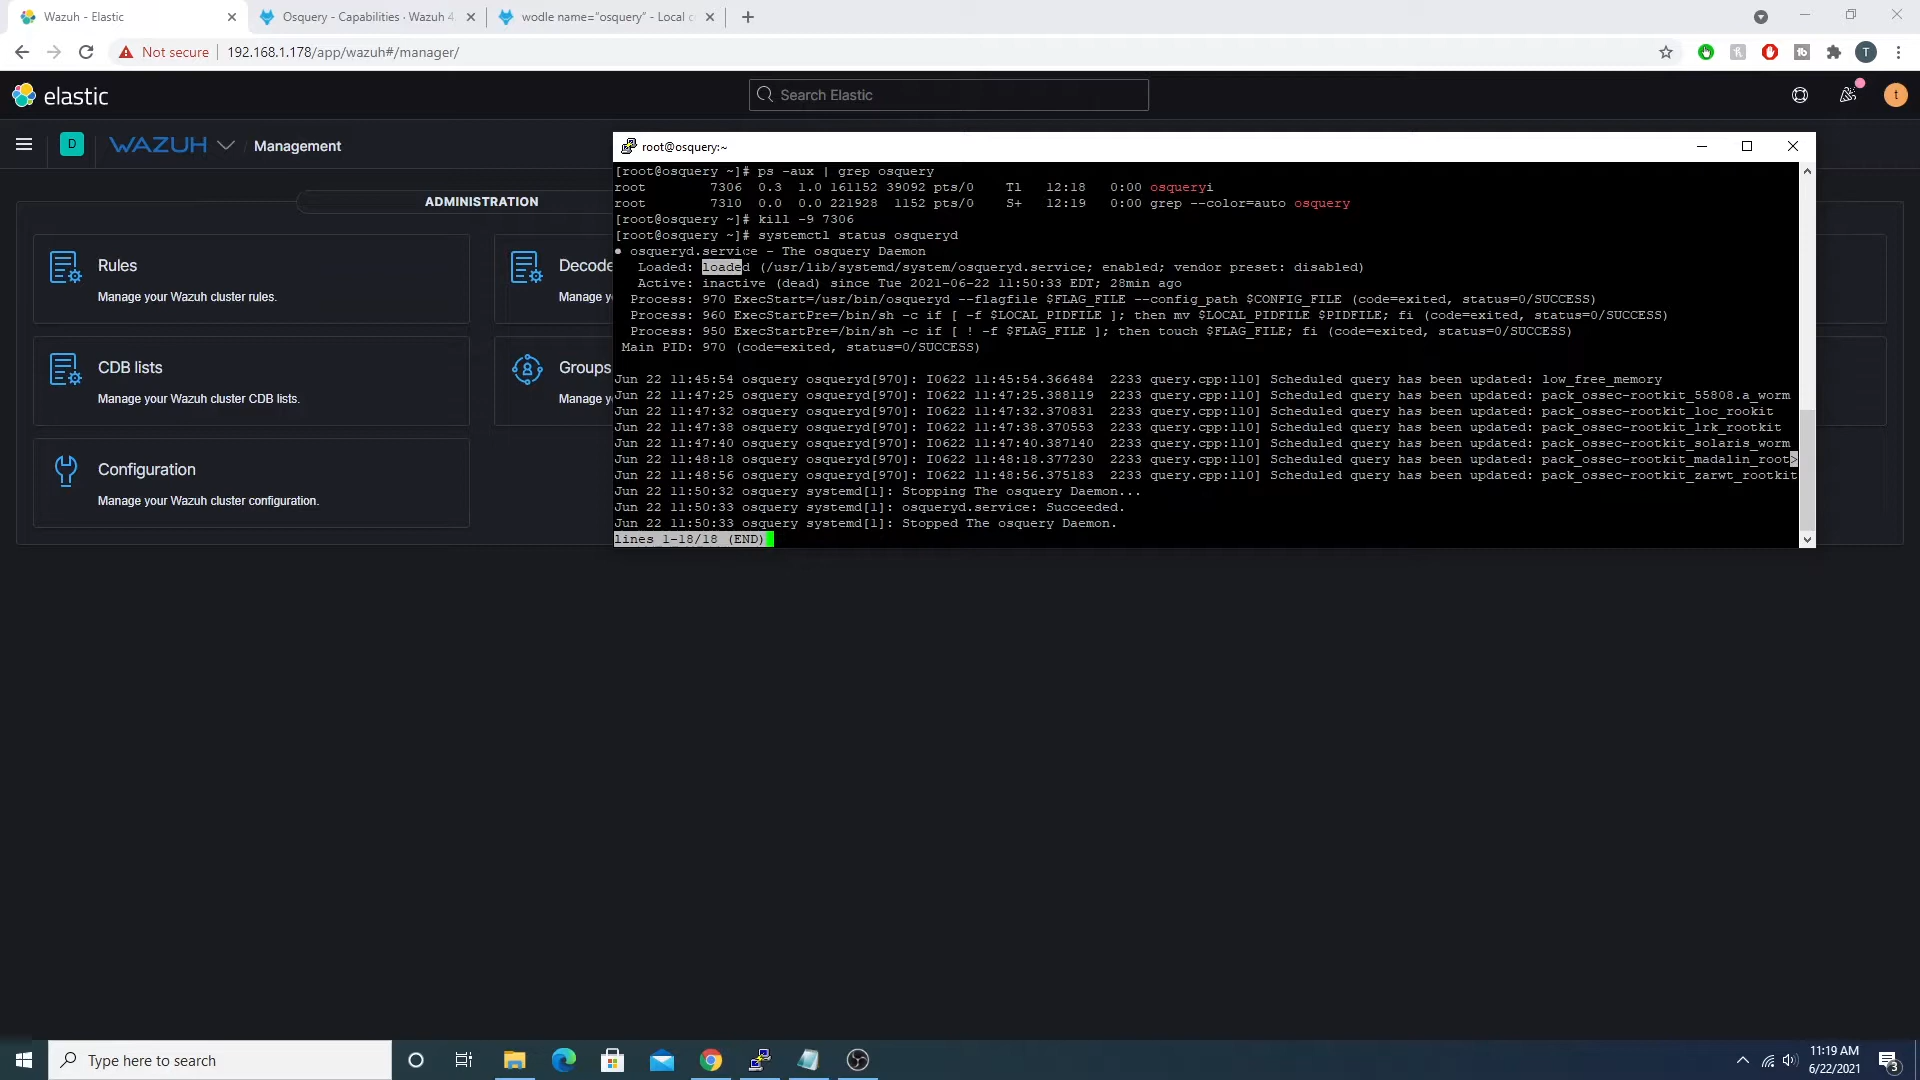 Wazuh - Elastic
Osquery - Capabilities · Wazuh 4.
wodle name="osquery" - Local c
Not secure
192.168.1.178/app/wazuh#/manager/
T
elastic
Search Elastic
t
D
WAZUH
Management
ADMINISTRATION
Rules
Manage your Wazuh cluster rules.
Decode
Manage y
CDB lists
Manage your Wazuh cluster CDB lists.
Groups
Manage y
Configuration
Manage your Wazuh cluster configuration.
root@osquery:~
[root@osquery ~]# ps -aux | grep osquery
root 7306 0.3 1.0 161152 39092 pts/0 Tl 12:18 0:00 osqueryi
root 7310 0.0 0.0 221928 1152 pts/0 S+ 12:19 0:00 grep --color=auto osquery
[root@osquery ~]# kill -9 7306
[root@osquery ~]# systemctl status osqueryd
● osqueryd.service - The osquery Daemon
Loaded: loaded (/usr/lib/systemd/system/osqueryd.service; enabled; vendor preset: disabled)
Active: inactive (dead) since Tue 2021-06-22 11:50:33 EDT; 28min ago
Process: 970 ExecStart=/usr/bin/osqueryd --flagfile $FLAG_FILE --config_path $CONFIG_FILE (code=exited, status=0/SUCCESS)
Process: 960 ExecStartPre=/bin/sh -c if [ -f $LOCAL_PIDFILE ]; then mv $LOCAL_PIDFILE $PIDFILE; fi (code=exited, status=0/SUCCESS)
Process: 950 ExecStartPre=/bin/sh -c if [ ! -f $FLAG_FILE ]; then touch $FLAG_FILE; fi (code=exited, status=0/SUCCESS)
Main PID: 970 (code=exited, status=0/SUCCESS)
Jun 22 11:45:54 osquery osqueryd[970]: I0622 11:45:54.366484 2233 query.cpp:110] Scheduled query has been updated: low_free_memory
Jun 22 11:47:25 osquery osqueryd[970]: I0622 11:47:25.388119 2233 query.cpp:110] Scheduled query has been updated: pack_ossec-rootkit_55808.a_worm
Jun 22 11:47:32 osquery osqueryd[970]: I0622 11:47:32.370831 2233 query.cpp:110] Scheduled query has been updated: pack_ossec-rootkit_loc_rookit
Jun 22 11:47:38 osquery osqueryd[970]: I0622 11:47:38.370553 2233 query.cpp:110] Scheduled query has been updated: pack_ossec-rootkit_lrk_rootkit
Jun 22 11:47:40 osquery osqueryd[970]: I0622 11:47:40.387140 2233 query.cpp:110] Scheduled query has been updated: pack_ossec-rootkit_solaris_worm
Jun 22 11:48:18 osquery osqueryd[970]: I0622 11:48:18.377230 2233 query.cpp:110] Scheduled query has been updated: pack_ossec-rootkit_madalin_root>
Jun 22 11:48:56 osquery osqueryd[970]: I0622 11:48:56.375183 2233 query.cpp:110] Scheduled query has been updated: pack_ossec-rootkit_zarwt_rootkit
Jun 22 11:50:32 osquery systemd[1]: Stopping The osquery Daemon...
Jun 22 11:50:33 osquery systemd[1]: osqueryd.service: Succeeded.
Jun 22 11:50:33 osquery systemd[1]: Stopped The osquery Daemon.
lines 1-18/18 (END)
Type here to search
11:19 AM
6/22/2021
3